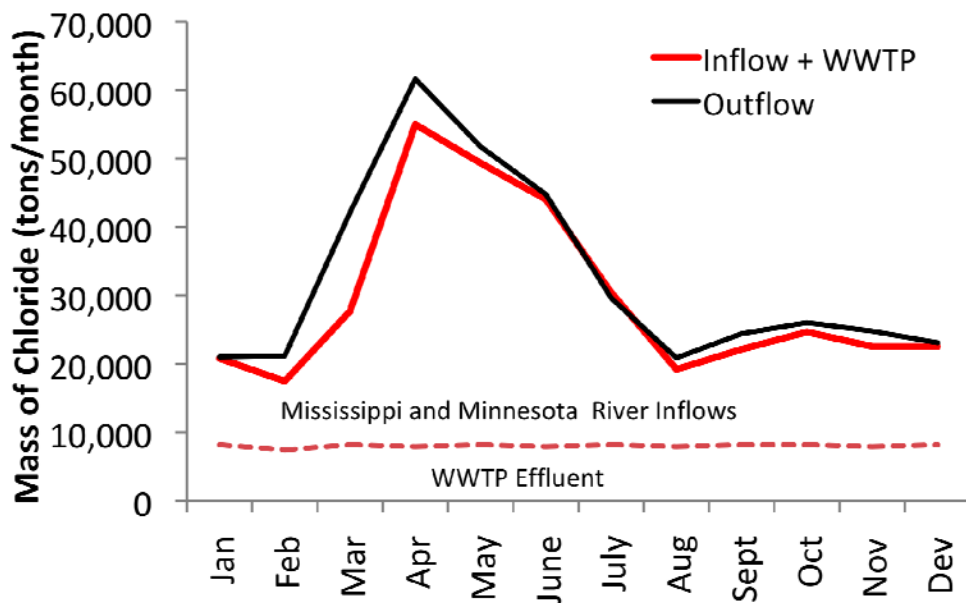 Mass of Chloride (tons/month)
70,000
60,000
50,000
40,000
30,000
20,000
10,000
0
Inflow + WWTP
Outflow
Mississippi and Minnesota River Inflows
WWTP Effluent
Jan
Feb
Mar
Apr
May
June
July
Aug
Sept
Oct
Nov
Dev